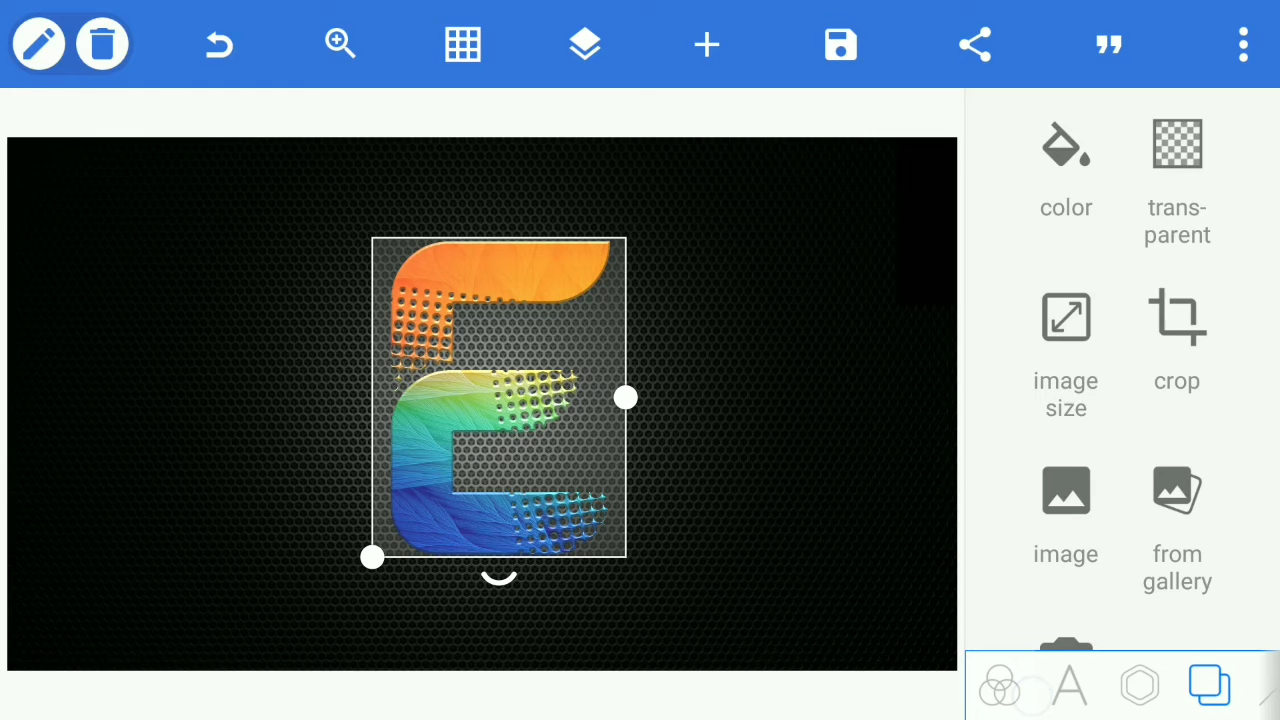 color
trans-
parent
image
size
crop
image
from
gallery
E
A